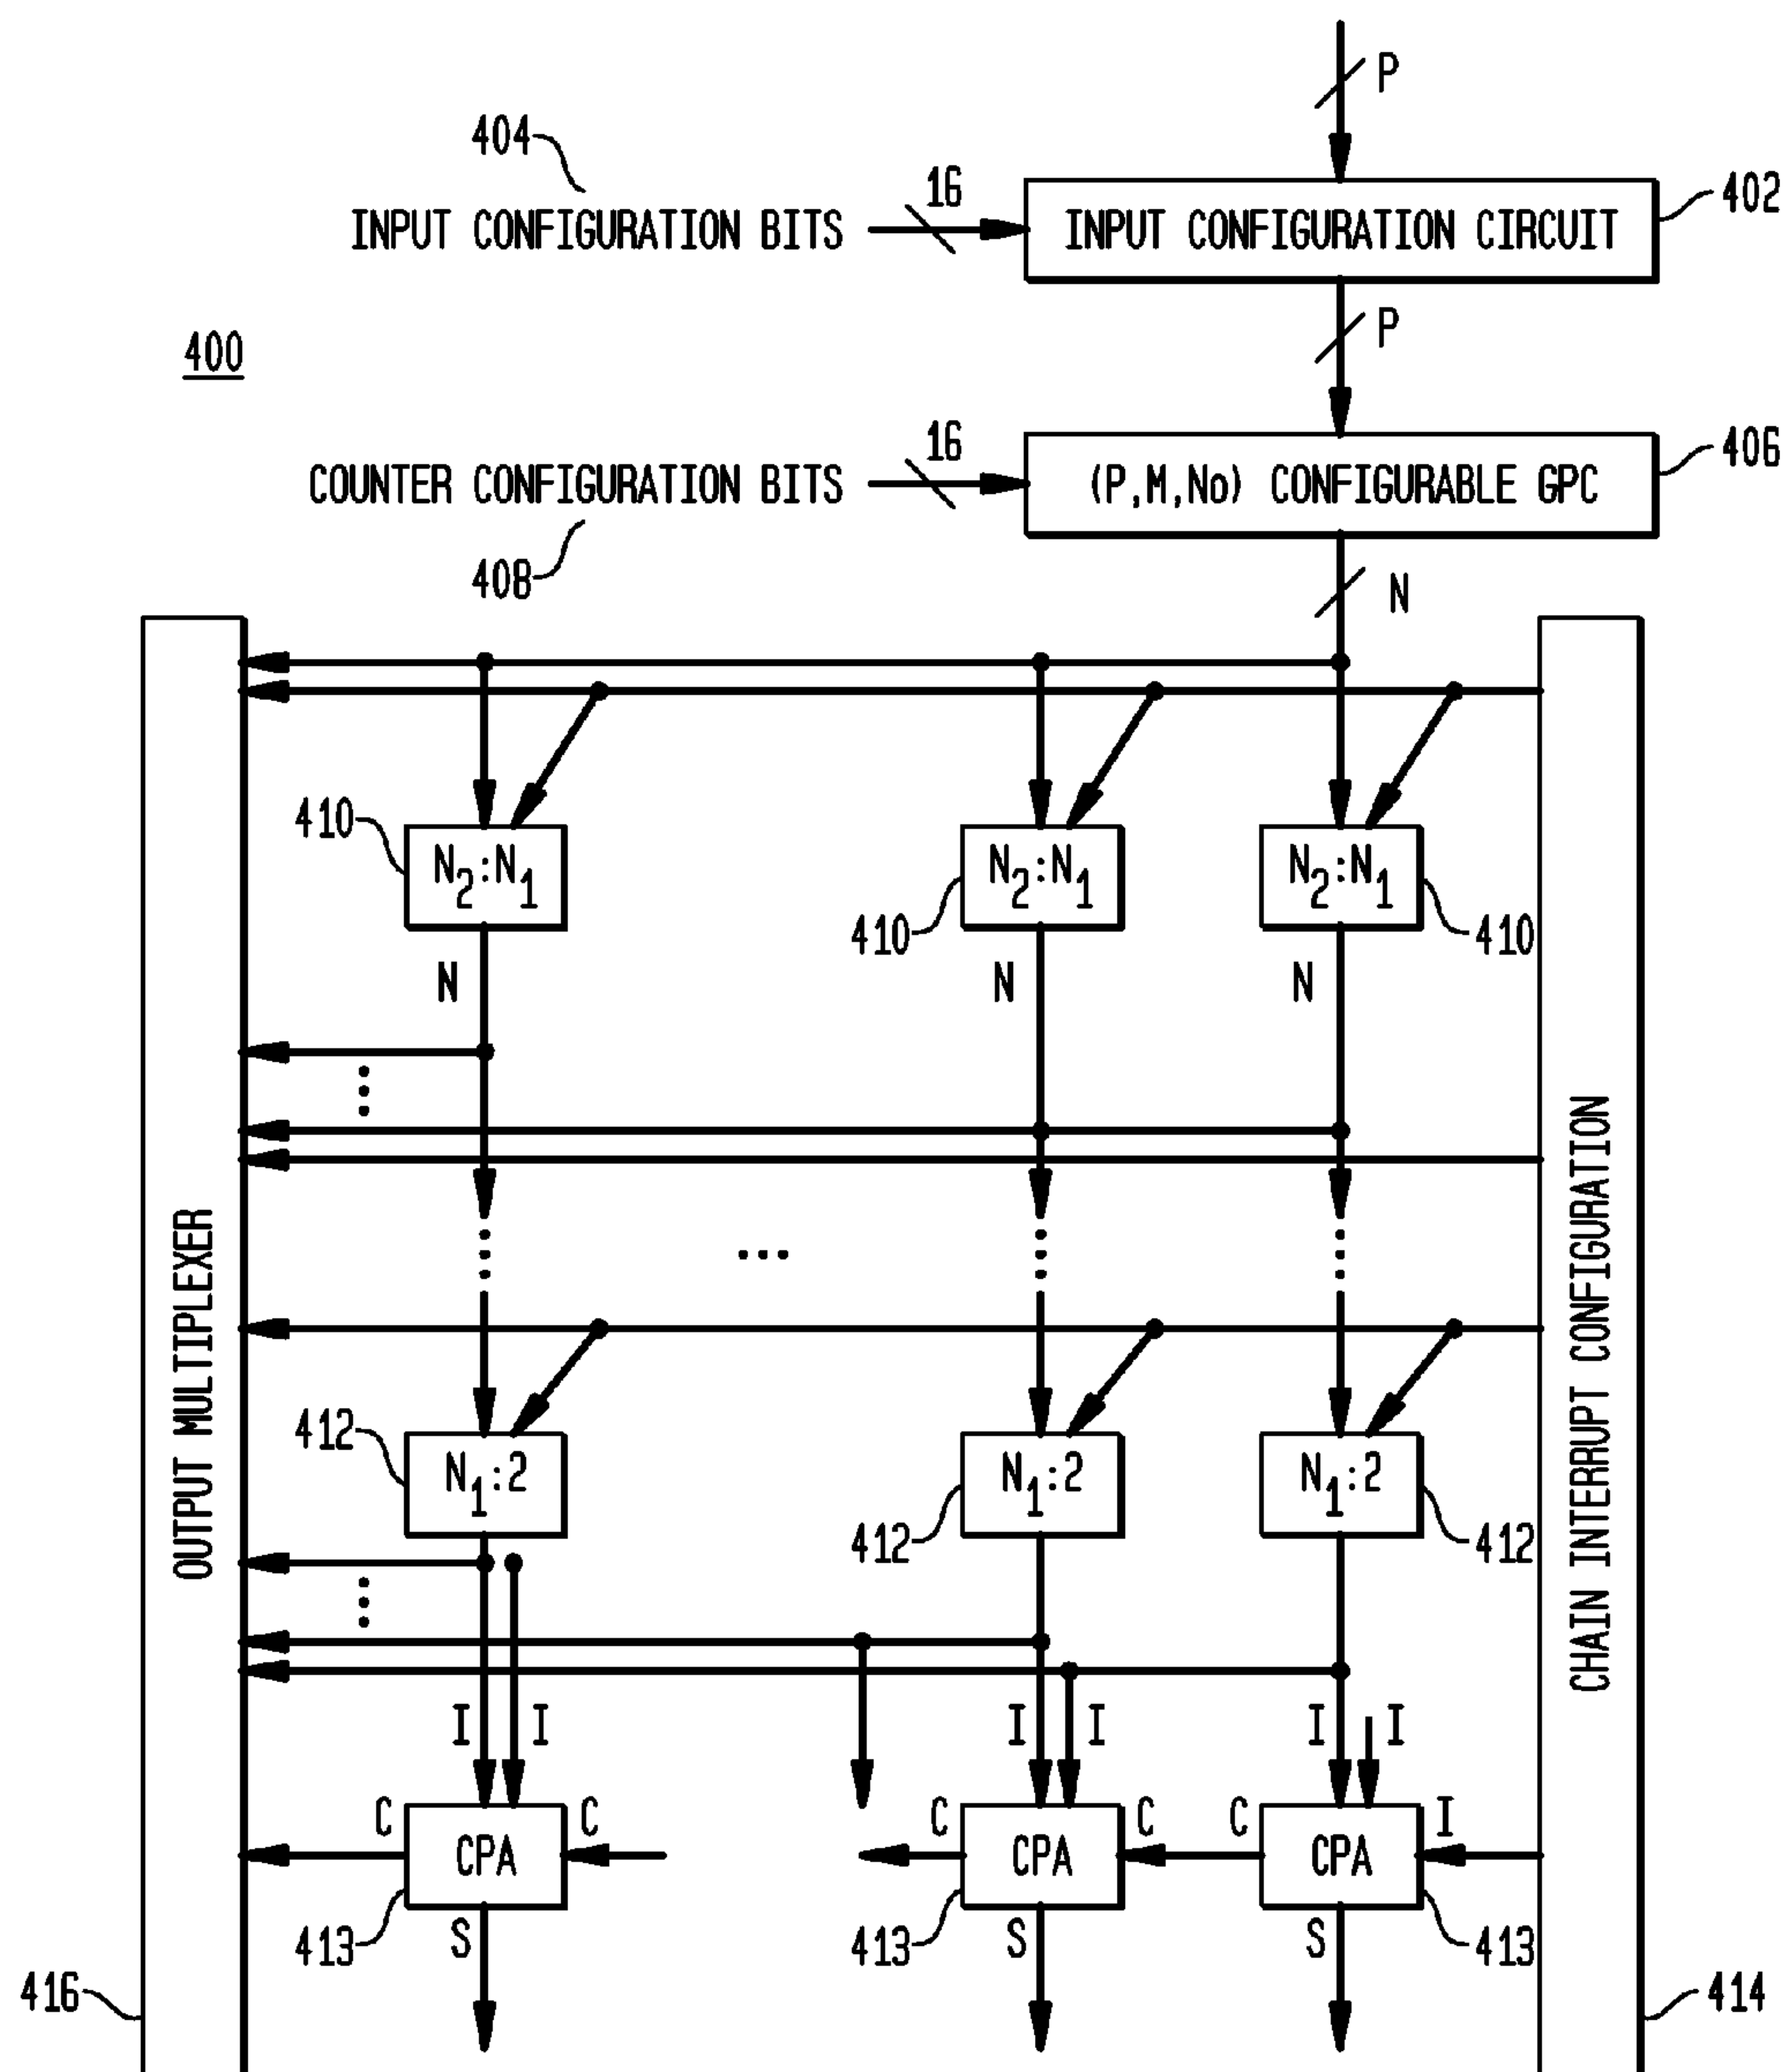 P
404
16
402
INPUT CONFIGURATION BITS
INPUT CONFIGURATION CIRCUIT
P
400
16
406
COUNTER CONFIGURATION BITS
(P,M,No) CONFIGURABLE GPC
408
N
410
N2:N1
N2:N1
N2:N1
410
410
N
N
N
OUTPUT MULTIPLEXER
CHAIN INTERRUPT CONFIGURATION
...
412
N1:2
N1:2
N1:2
412
412
I
I
I
I
I
I
C
C
C
C
C
I
CPA
CPA
CPA
413
S
413
S
S
413
416
414